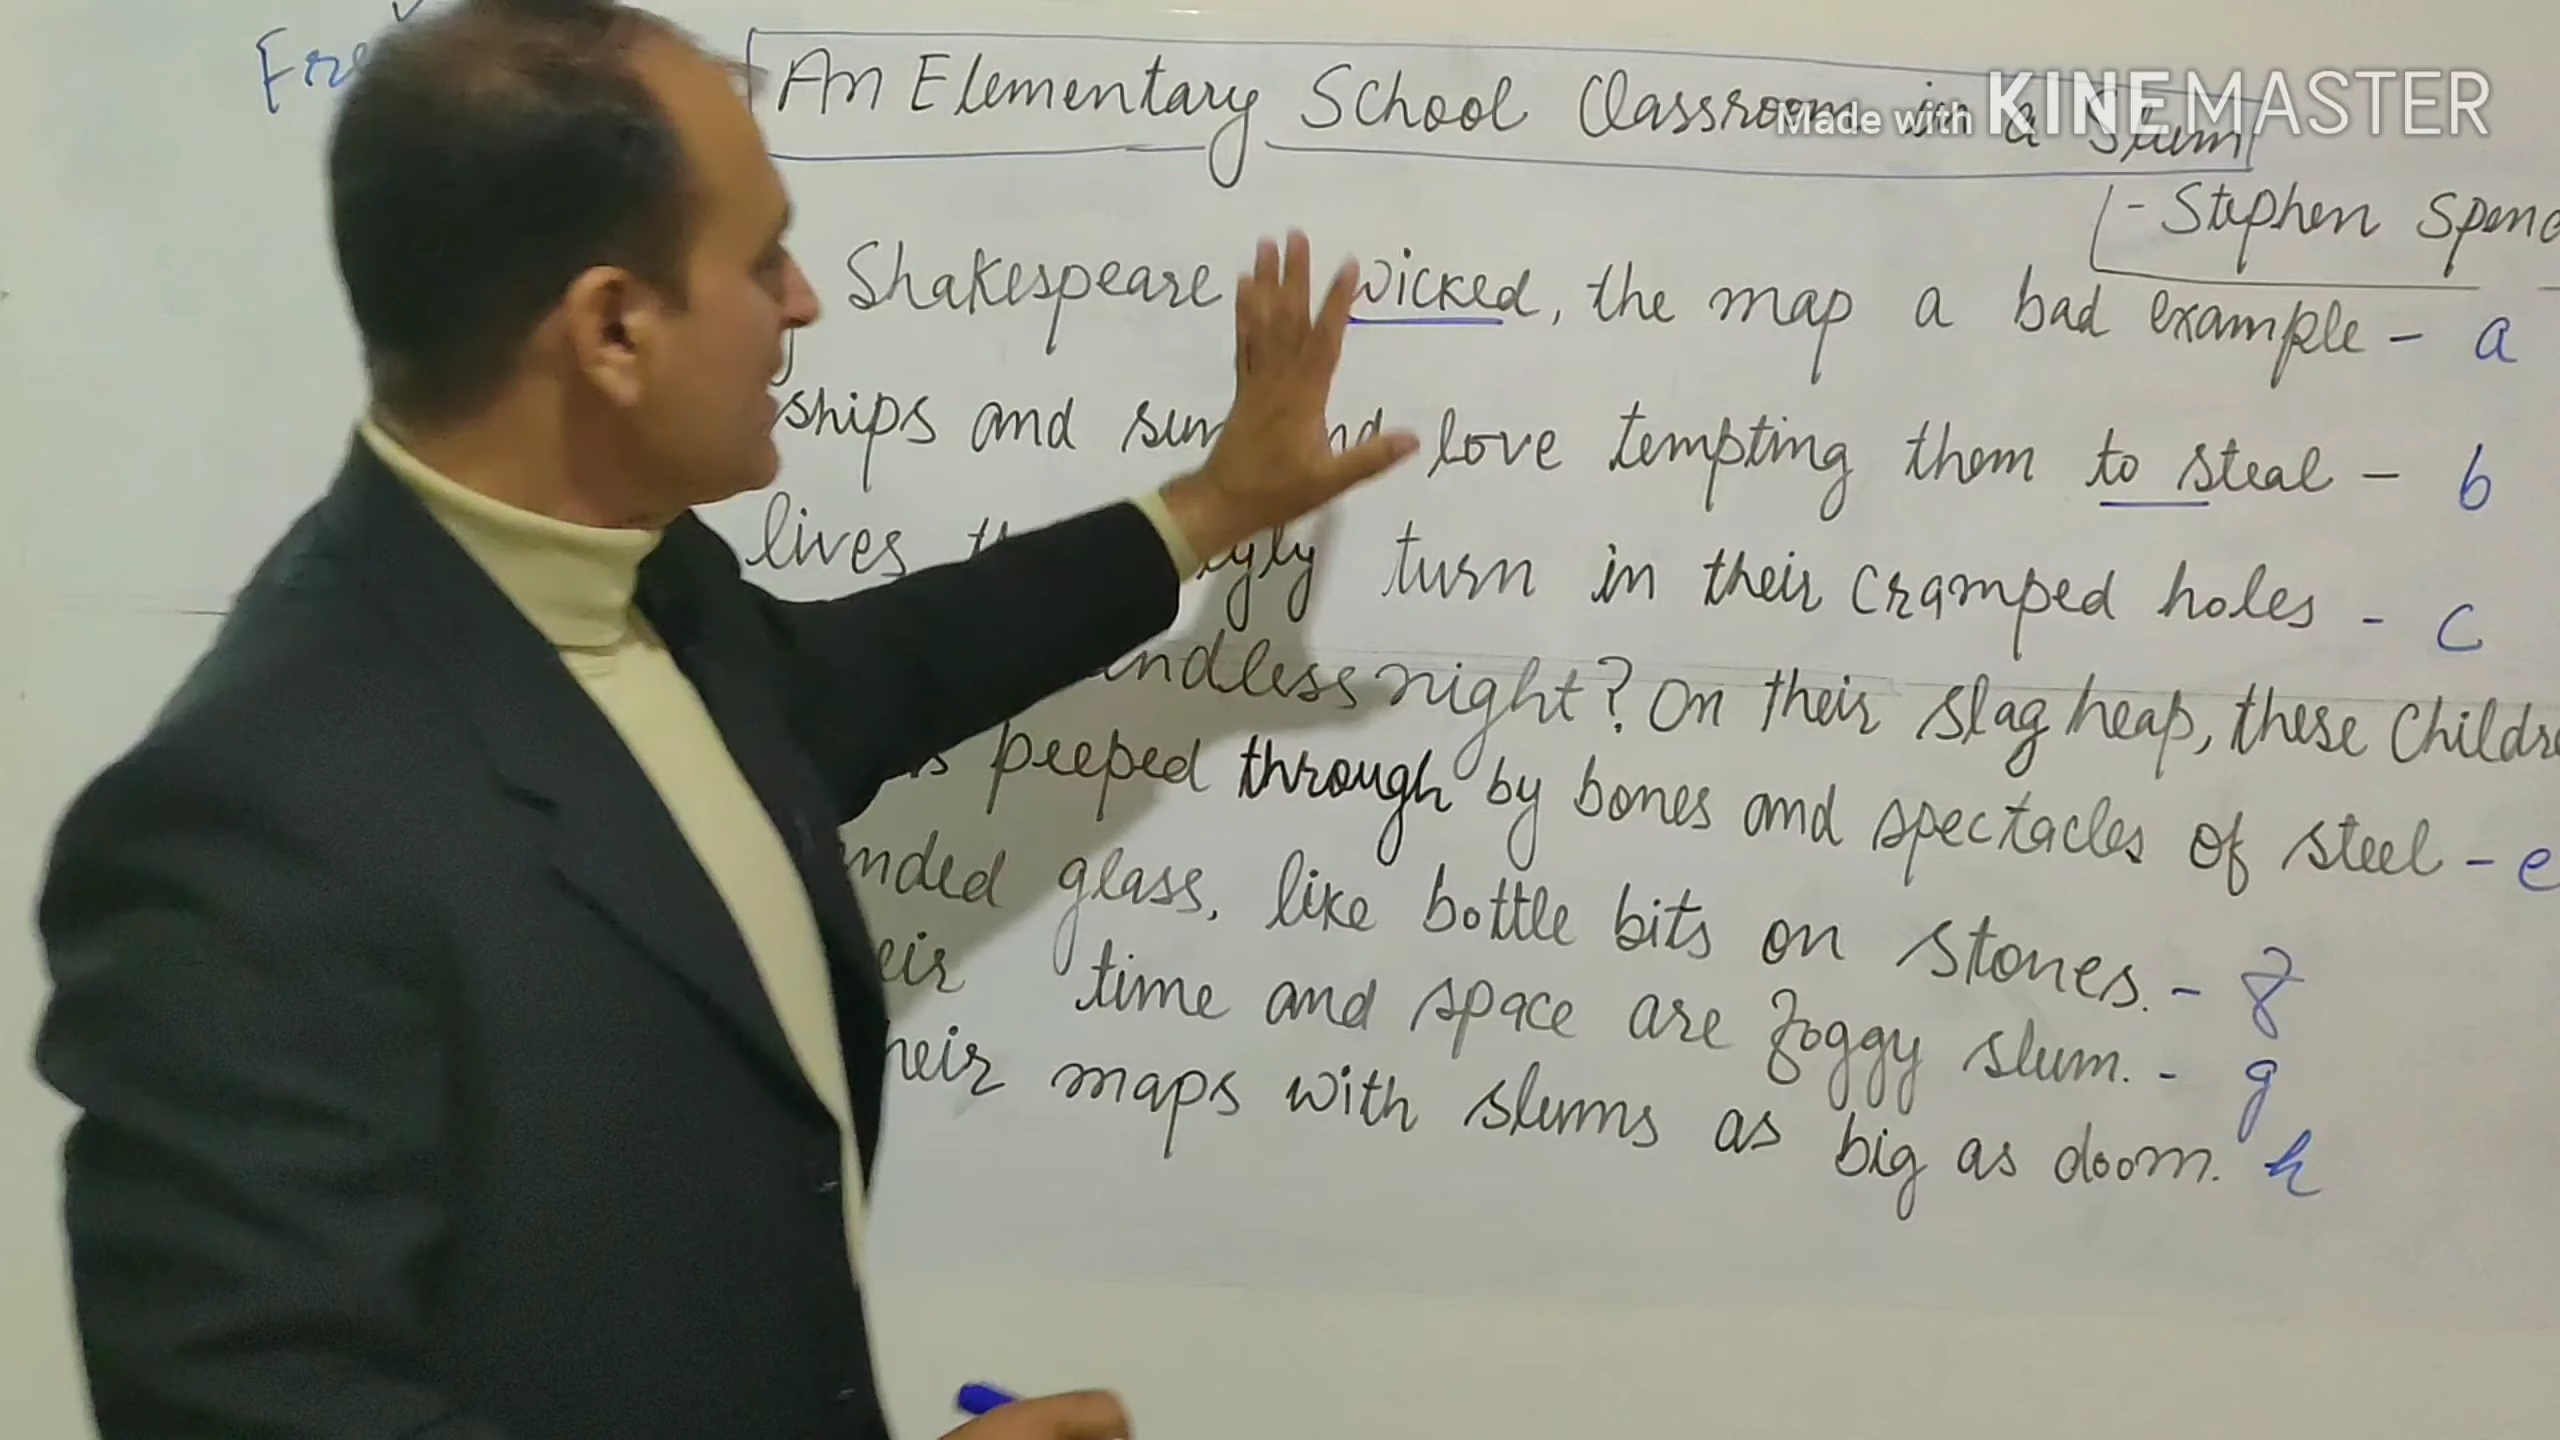 An Elementary School Classroom in a Slum
Made with KINEMASTER
- Stephen
Shakespeare wicked, the map a bad example - a
ships and love tempting them to steal - b
lives turn in their cramped holes - c
night? On their slag heap, these
peeped through by bones and spectacles of steel - e
glass, like bottle bits on stones. - f
time and space are foggy slum. - g
maps with slums as big as doom. h